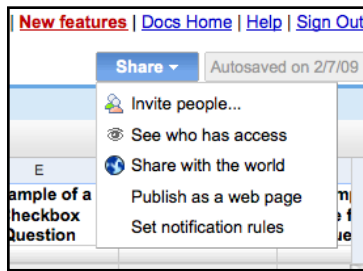 | New features | Docs Home | Help | Sign Out
Share Autosaved on 2/7/09
Invite people...
See who has access
Share with the world
Publish as a web page
Set notification rules
E
ample of a
heckbox
Question